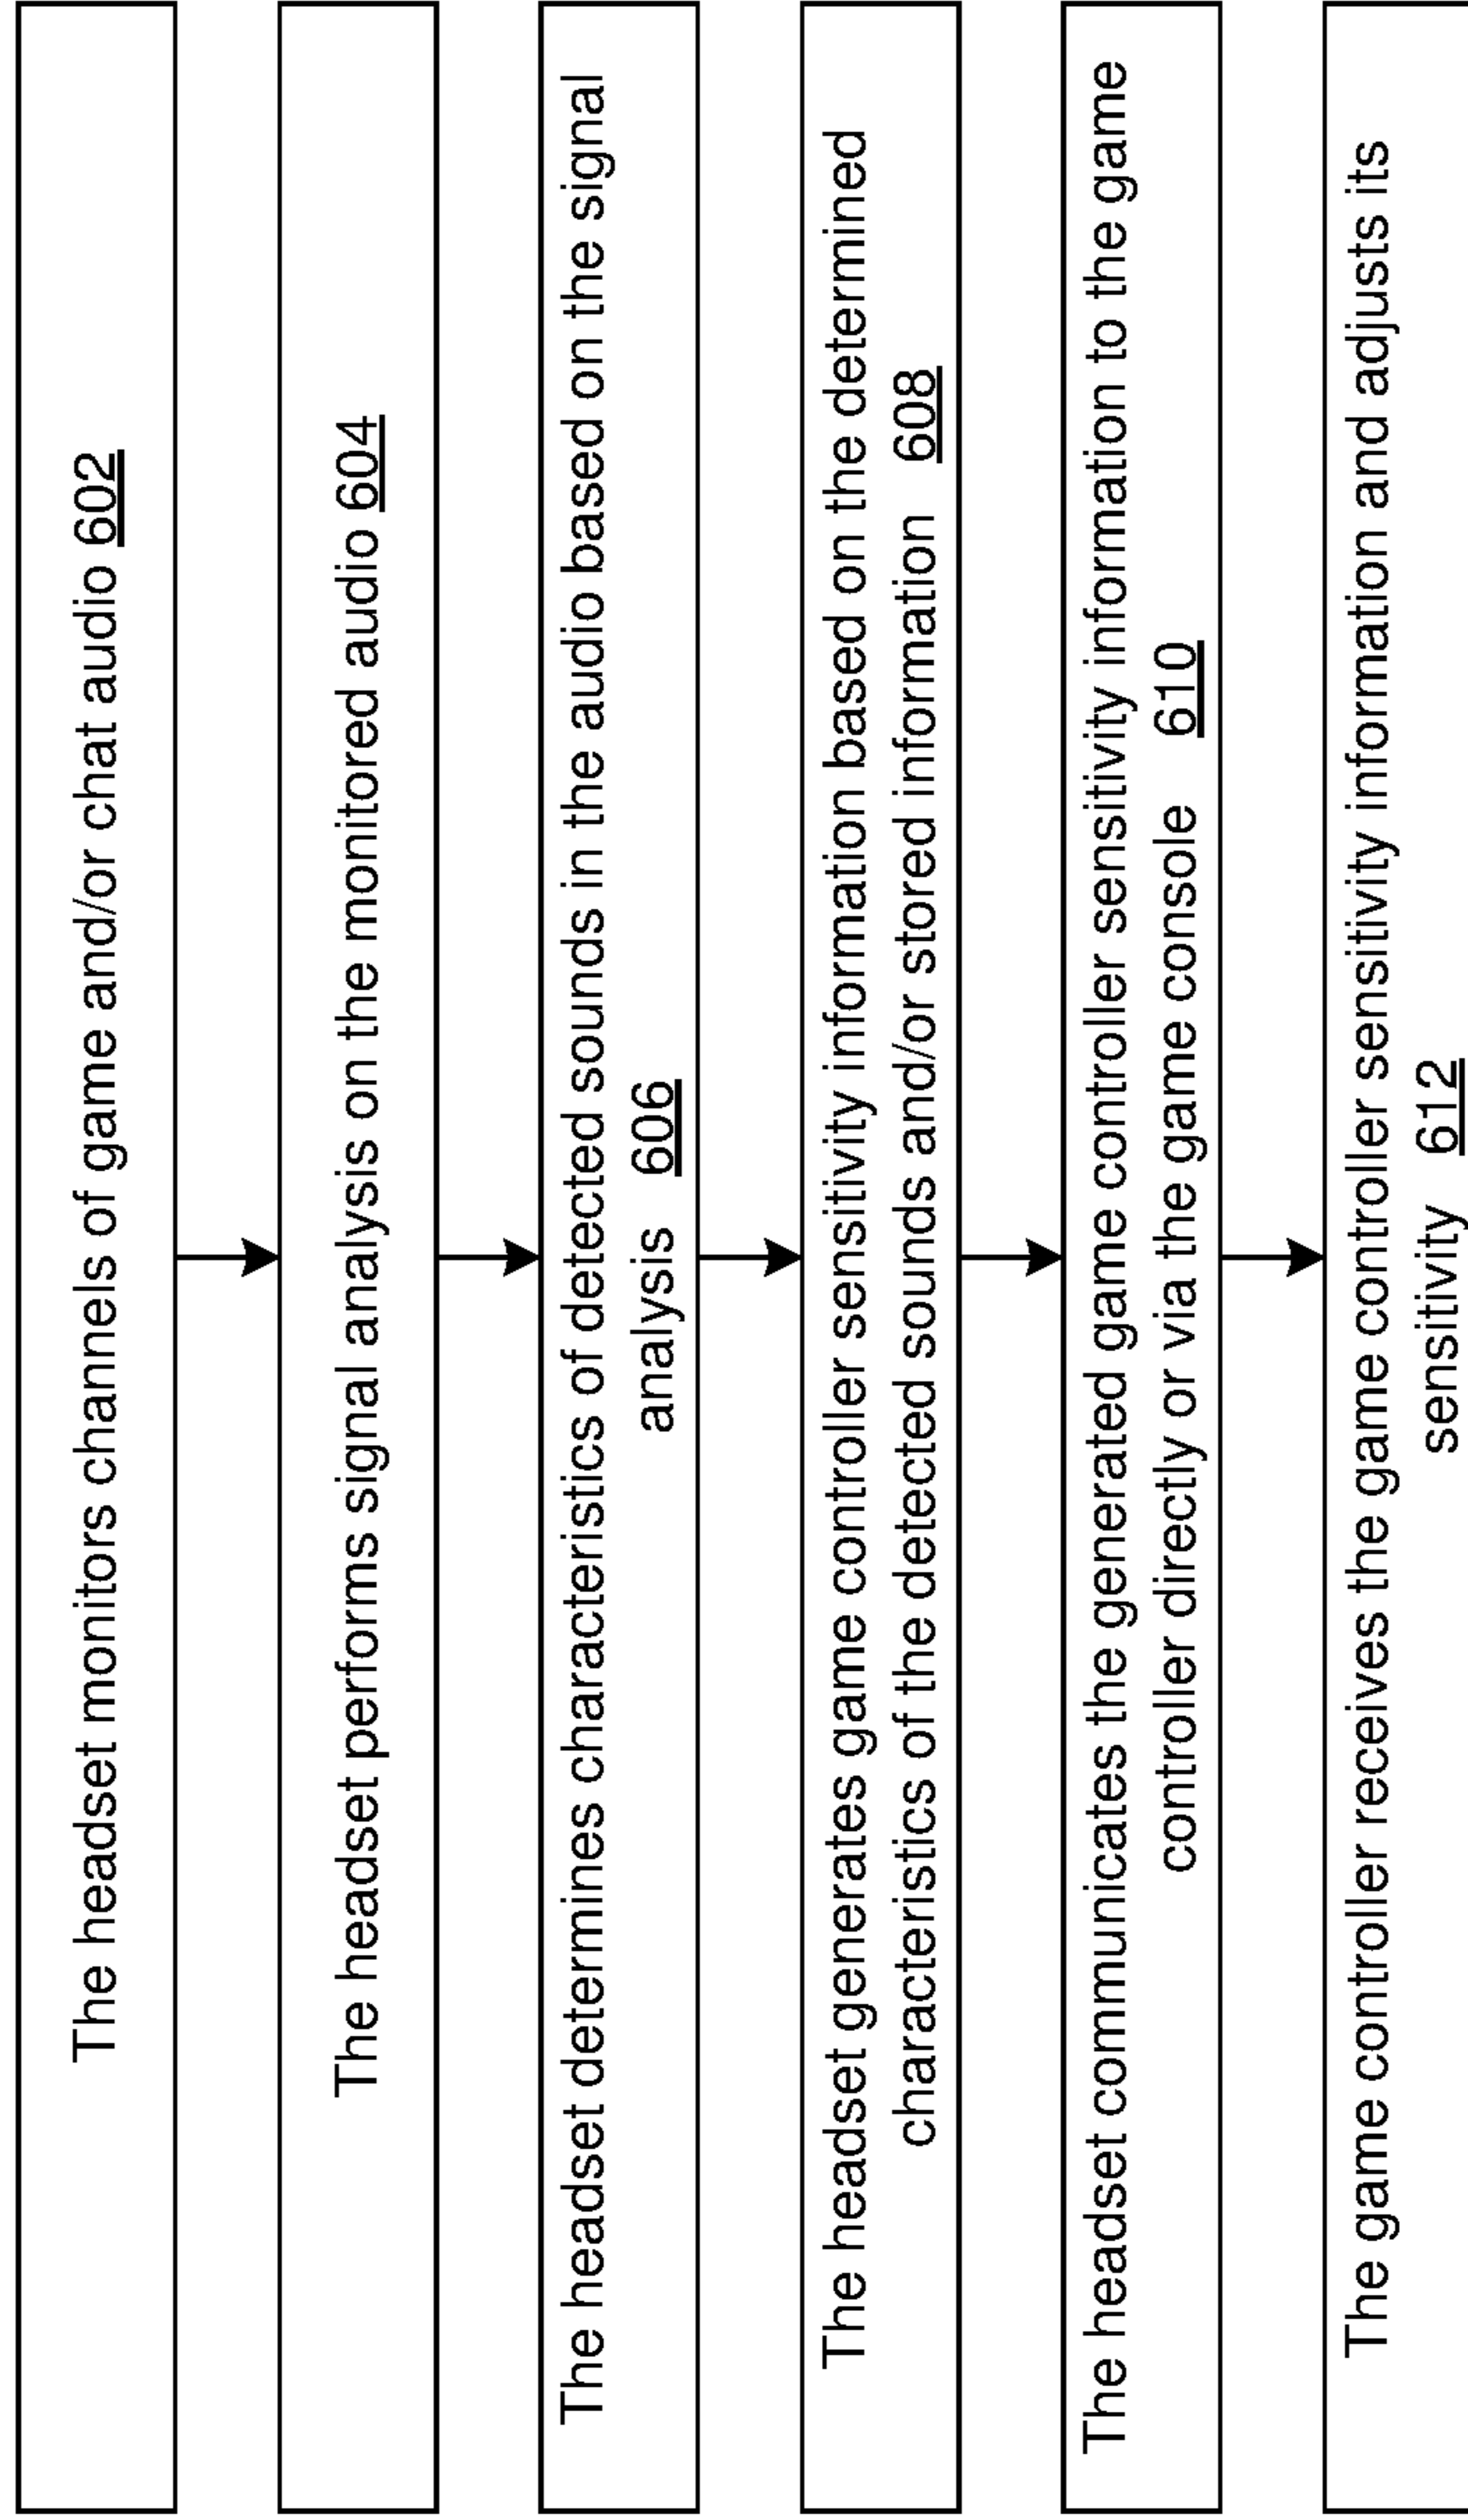 The headset monitors channels of game and/or chat audio 602
The headset performs signal analysis on the monitored audio 604
The headset determines characteristics of detected sounds in the audio based on the signal
analysis 606
The headset generates game controller sensitivity information based on the determined
characteristics of the detected sounds and/or stored information 608
The headset communicates the generated game controller sensitivity information to the game
controller directly or via the game console 610
The game controller receives the game controller sensitivity information and adjusts its
sensitivity 612